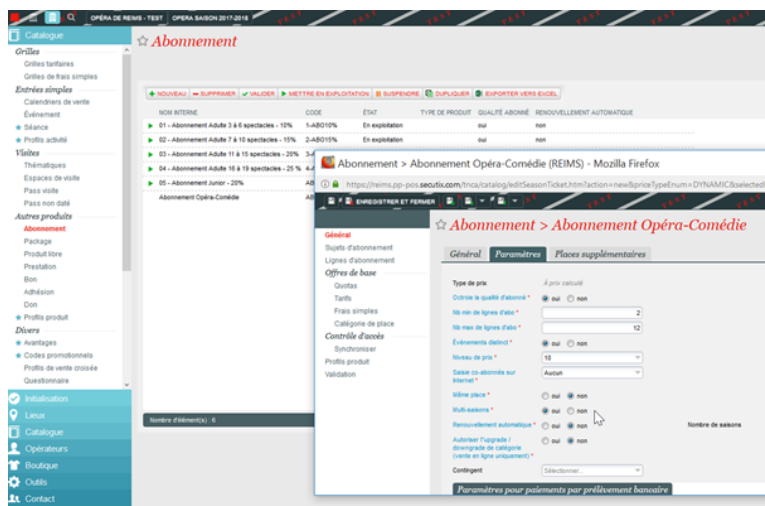 OPÉRA DE REIMS - TEST OPERA SAISON 2017-2018
Catalogue
Grilles
Grilles tarifaires
Grilles de frais simples
Entrées simples
Calendriers de vente
Événement
Séance
Profils activité
Visites
Thématiques
Espaces de visite
Pass visite
Pass non daté
Autres produits
Abonnement
Package
Produit libre
Prestation
Bon
Adhésion
Don
Profils produit
Divers
Avantages
Codes promotionnels
Profils de vente croisée
Questionnaire
Initialisation
Lieux
Catalogue
Opérateurs
Boutique
Outils
Contact
Abonnement
NOUVEAU SUPPRIMER VALIDER METTRE EN EXPLOITATION SUSPENDRE DUPLIQUER EXPORTER VERS EXCEL
NOM INTERNE CODE ÉTAT TYPE DE PRODUIT QUALITÉ ABONNÉ RENOUVELLEMENT AUTOMATIQUE
01 - Abonnement Adulte 3 à 6 spectacles - 10% 1-ABO10% En exploitation oui non
02 - Abonnement Adulte 7 à 10 spectacles - 15% 2-ABO15% En exploitation oui non
03 - Abonnement Adulte 11 à 15 spectacles - 20% 3-A
04 - Abonnement Adulte 16 à 19 spectacles - 25 % 4-A
05 - Abonnement Junior - 20% AB
Abonnement Opéra-Comédie AB
Nombre d'élément(s) : 6
Abonnement > Abonnement Opéra-Comédie (REIMS) - Mozilla Firefox
https://reims.pp-pos.secutix.com/tnca/catalog/editSeasonTicket.htm?action=new&priceTypeEnum=DYNAMIC&selectedI
ENREGISTRER ET FERMER
Général
Sujets d'abonnement
Lignes d'abonnement
Offres de base
Quotas
Tarifs
Frais simples
Catégorie de place
Contrôle d'accès
Synchroniser
Profils produit
Validation
Abonnement > Abonnement Opéra-Comédie
Général Paramètres Places supplémentaires
Type de prix À prix calculé
Octroie la qualité d'abonné * oui non
Nb min de lignes d'abo * 2
Nb max de lignes d'abo * 12
Événements distinct * oui non
Niveau de prix * 10
Saisie co-abonnés sur Internet * Aucun
Même place * oui non
Multi-saisons * oui non
Renouvellement automatique * oui non Nombre de saisons
Autoriser l'upgrade /
downgrade de catégorie
(vente en ligne uniquement) * oui non
Contingent Sélectionner...
Paramètres pour paiements par prélèvement bancaire